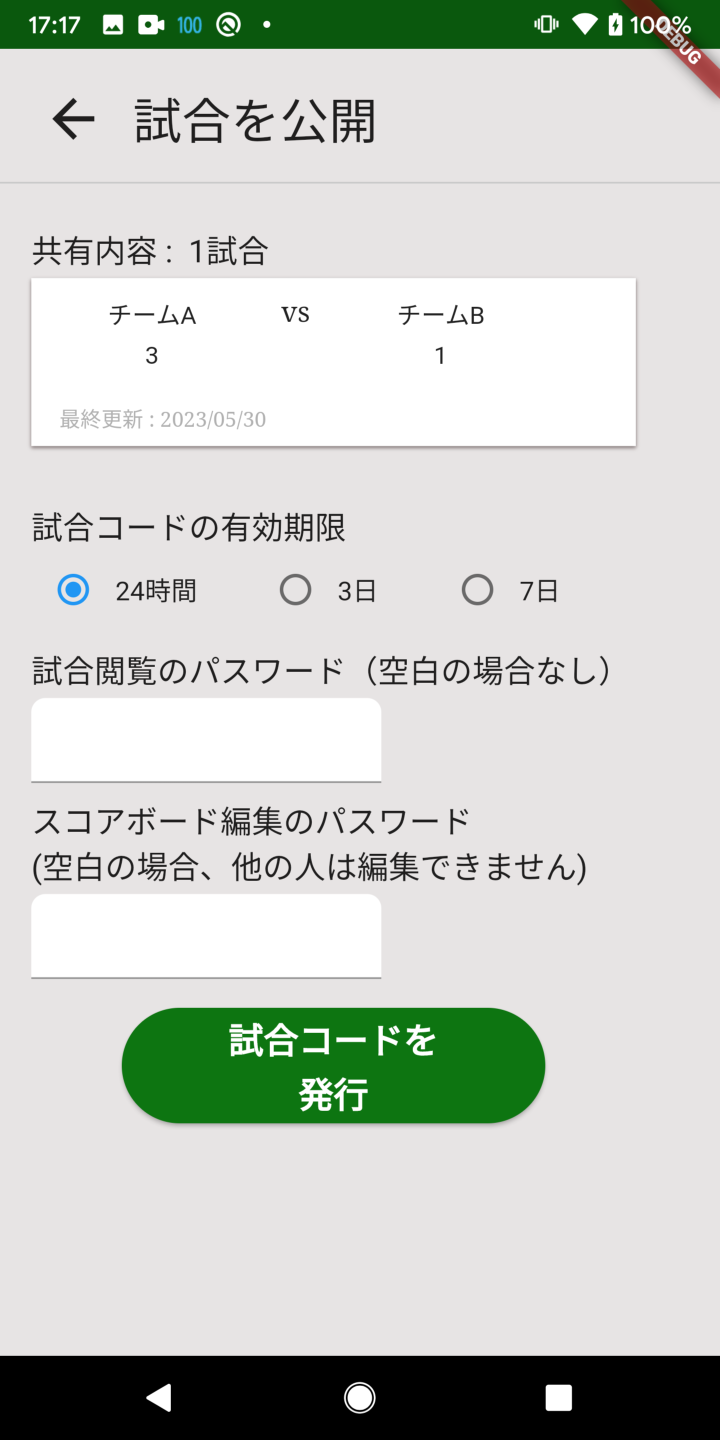 17:17 100 100%
DEBUG
試合を公開
共有内容 : 1試合
チームA vs チームB
3 1
最終更新 : 2023/05/30
試合コードの有効期限
24時間 3日 7日
試合閲覧のパスワード（空白の場合なし）
スコアボード編集のパスワード
(空白の場合、他の人は編集できません)
試合コードを
発行